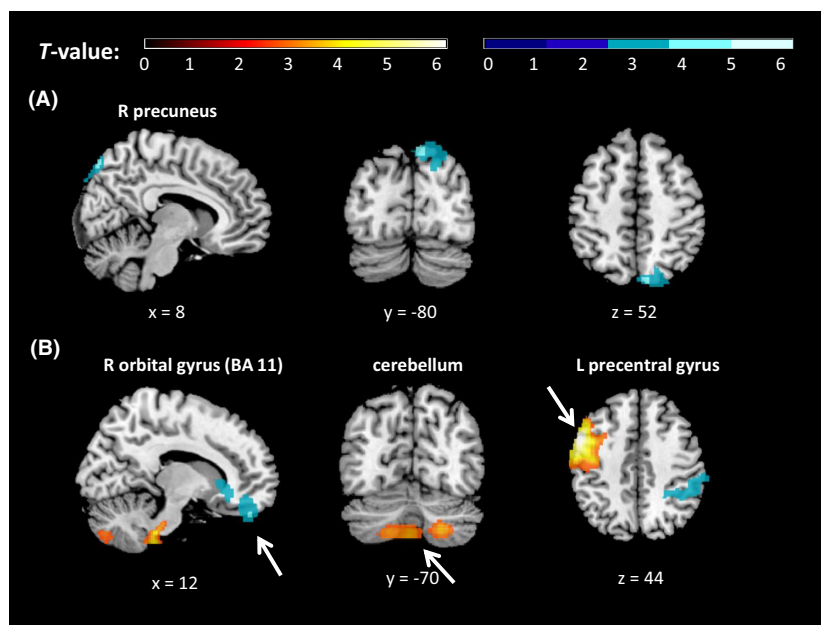 T-value:
0 1 2 3 4 5 6
0 1 2 3 4 5 6
(A)
R precuneus
x = 8
y = -80
z = 52
(B)
R orbital gyrus (BA 11)
cerebellum
L precentral gyrus
x = 12
y = -70
z = 44